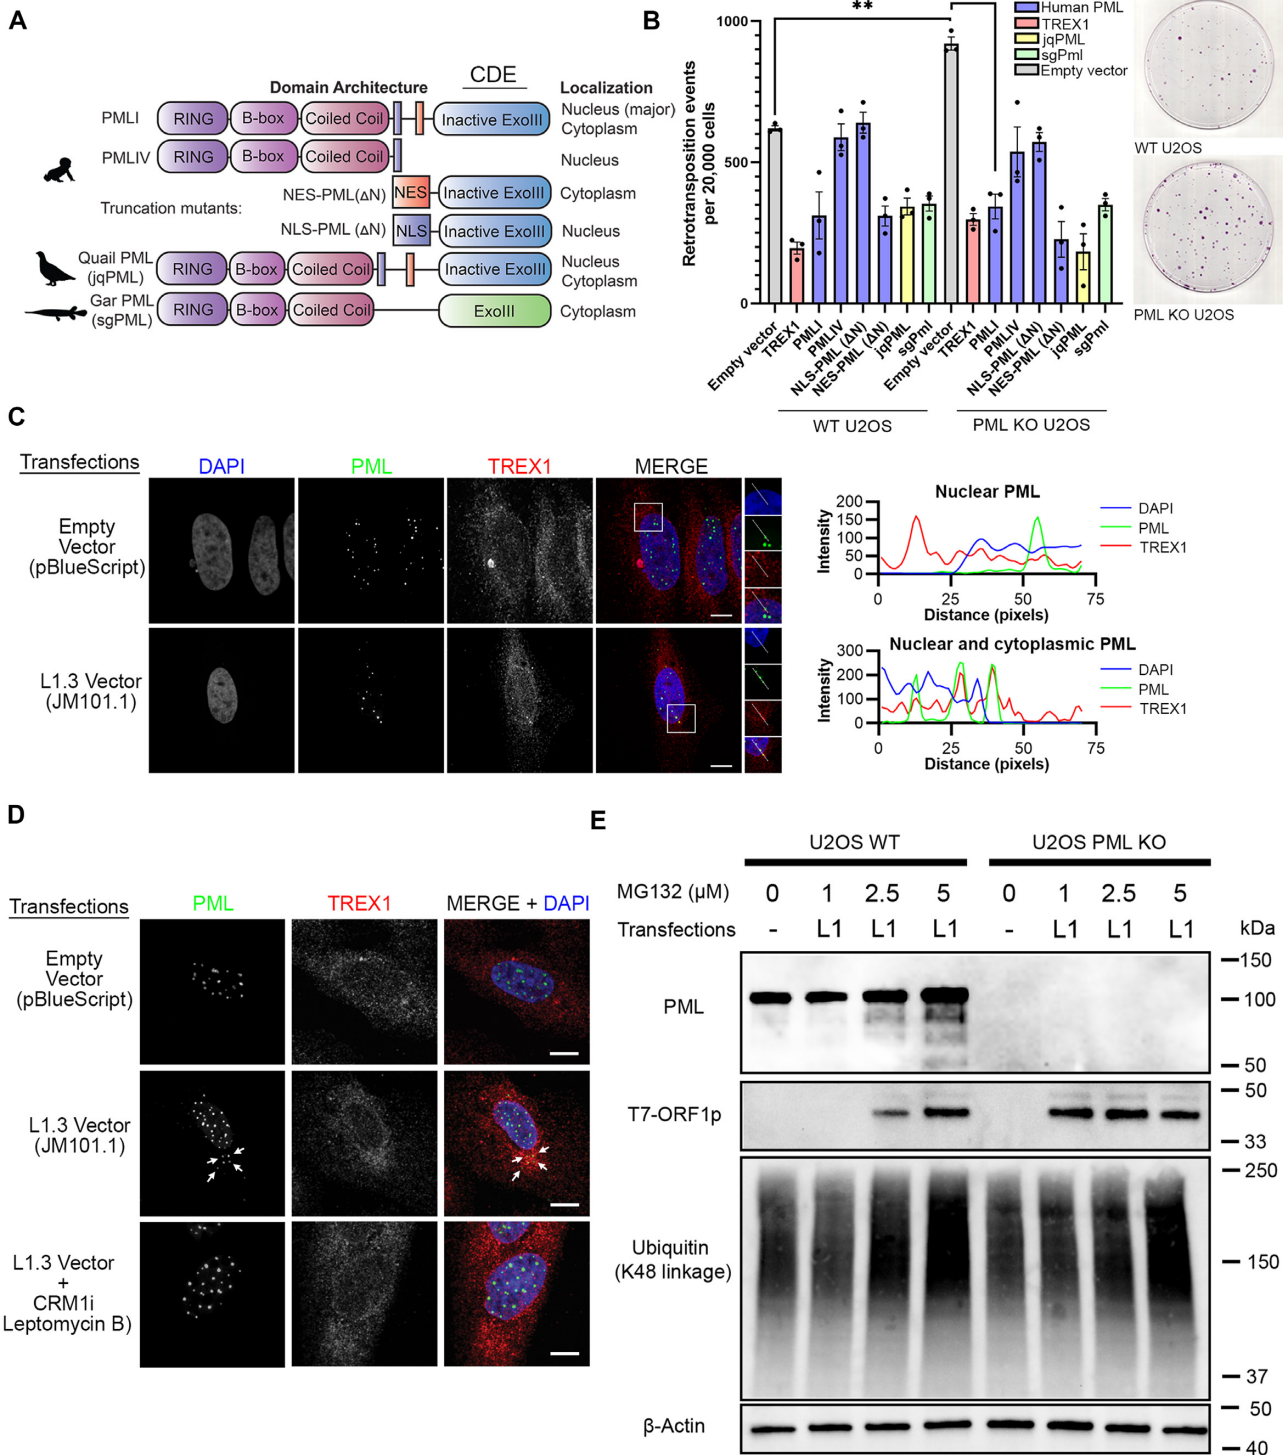 A
Domain Architecture
CDE
Localization
PMLI
RING
B-box
Coiled Coil
Inactive ExoIII
Nucleus (major)
Cytoplasm
PMLIV
RING
B-box
Coiled Coil
Nucleus
NES-PML(ΔN)
NES
Inactive ExoIII
Cytoplasm
Truncation mutants:
NLS-PML (ΔN)
NLS
Inactive ExoIII
Nucleus
Quail PML
(jqPML)
RING
B-box
Coiled Coil
Inactive ExoIII
Nucleus
Cytoplasm
Gar PML
(sgPML)
RING
B-box
Coiled Coil
ExoIII
Cytoplasm
B
Retrotransposition events
per 20,000 cells
1000
500
0
**
Human PML
TREX1
jqPML
sgPml
Empty vector
Empty vector
TREX1
PMLI
PMLIV
NLS-PML (ΔN)
NES-PML (ΔN)
jqPML
sgPml
Empty vector
TREX1
PMLI
PMLIV
NLS-PML (ΔN)
NES-PML (ΔN)
jqPML
sgPml
WT U2OS
PML KO U2OS
WT U2OS
PML KO U2OS
C
Transfections
DAPI
PML
TREX1
MERGE
Empty
Vector
(pBlueScript)
L1.3 Vector
(JM101.1)
Nuclear PML
Intensity
200
150
100
50
0
0
25
50
75
Distance (pixels)
DAPI
PML
TREX1
Nuclear and cytoplasmic PML
Intensity
300
200
100
0
0
25
50
75
Distance (pixels)
DAPI
PML
TREX1
D
Transfections
PML
TREX1
MERGE + DAPI
Empty
Vector
(pBlueScript)
L1.3 Vector
(JM101.1)
L1.3 Vector
+
CRM1i
Leptomycin B)
E
U2OS WT
U2OS PML KO
MG132 (μM)
0 1 2.5 5 0 1 2.5 5
Transfections
- L1 L1 L1 - L1 L1 L1
kDa
PML
150
100
50
T7-ORF1p
50
33
Ubiquitin
(K48 linkage)
250
150
37
β-Actin
50
40